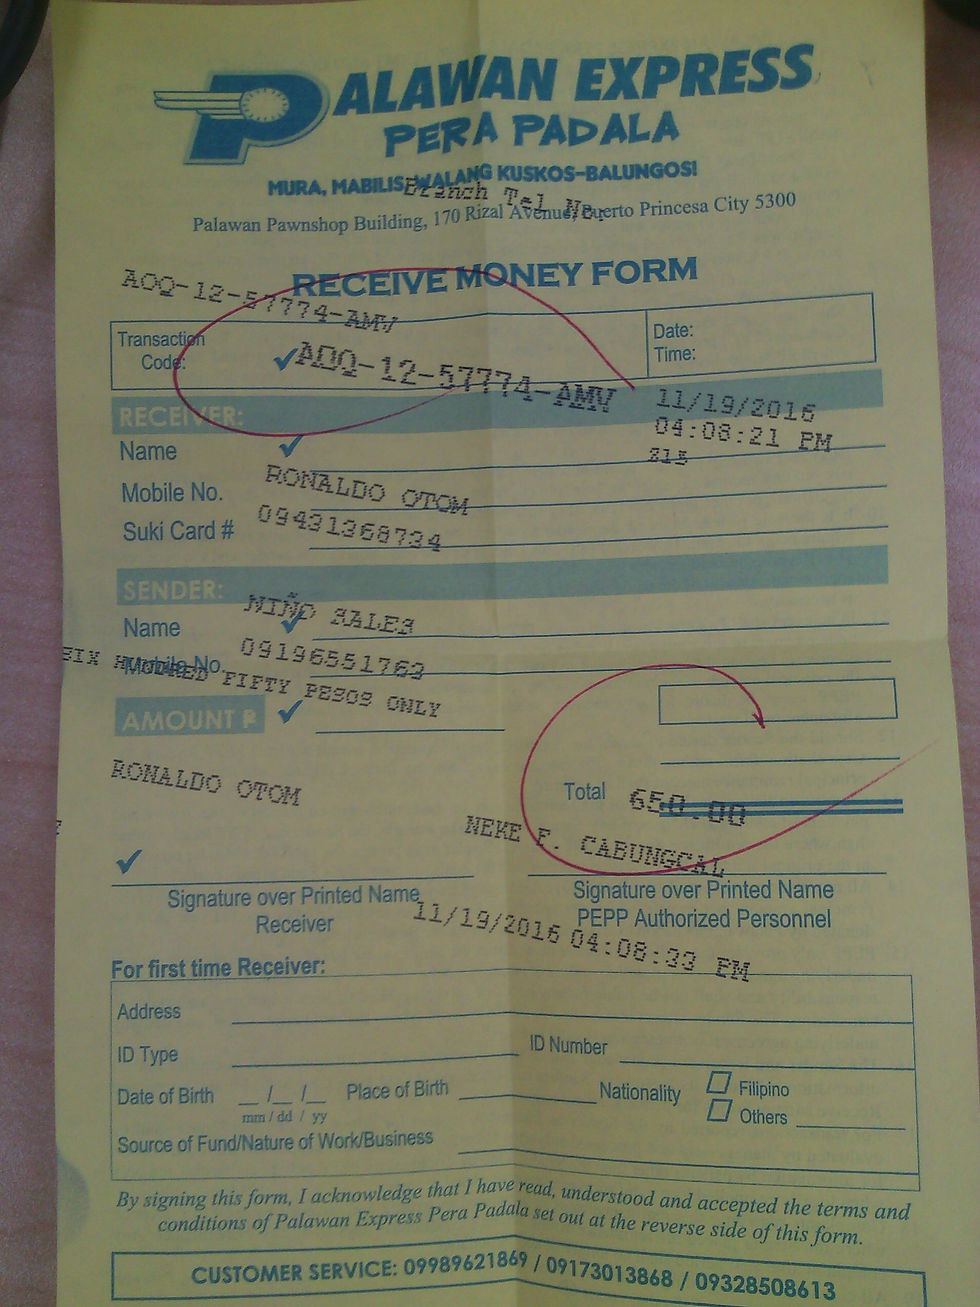 PALAWAN EXPRESS
PERA PADALA
MURA, MABILIS, WALANG KUSKOS-BALUNGOS!
Branch Tel No.
Palawan Pawnshop Building, 170 Rizal Avenue, Puerto Princesa City 5300
RECEIVE MONEY FORM
AOQ-12-57774-AMV
Transaction Code: AOQ-12-57774-AMV
Date:
Time:
11/19/2016
04:08:21 PM
RECEIVER:
Name
RONALDO OTOM
Mobile No.
09431368734
Suki Card #
SENDER:
NIÑO SALES
Name
09196551763
Mobile No.
SIX HUNDRED FIFTY PESOS ONLY
AMOUNT ₱
RONALDO OTOM
Total 650.00
NEKE F. CABUNGCAL
Signature over Printed Name
Receiver
Signature over Printed Name
PEPP Authorized Personnel
11/19/2016 04:08:33 PM
For first time Receiver:
Address
ID Type ID Number
Date of Birth __ /__ /__ Place of Birth Nationality Filipino
mm / dd / yy Others
Source of Fund/Nature of Work/Business
By signing this form, I acknowledge that I have read, understood and accepted the terms and
conditions of Palawan Express Pera Padala set out at the reverse side of this form.
CUSTOMER SERVICE: 09989621869 / 09173013868 / 09328508613